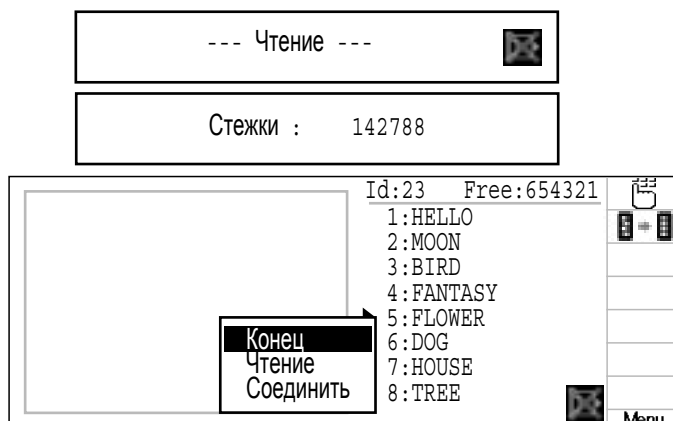 --- Чтение ---
Стежки : 142788
Id:23 Free:654321
1:HELLO
2:MOON
3:BIRD
4:FANTASY
5:FLOWER
6:DOG
7:HOUSE
8:TREE
Конец
Чтение
Соединить
Menu